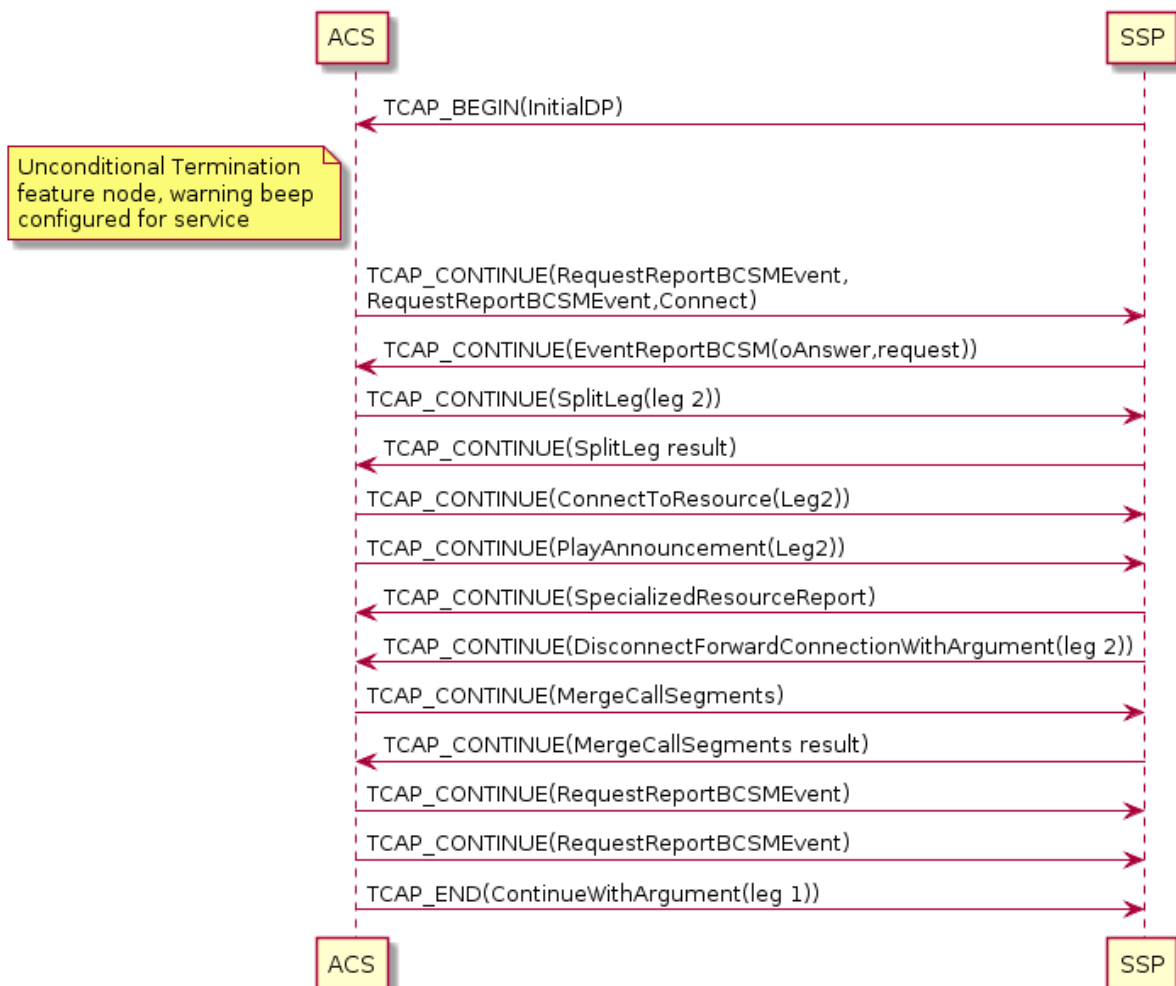 ACS SSP
TCAP_BEGIN(InitialDP)
Unconditional Termination
feature node, warning beep
configured for service
TCAP_CONTINUE(RequestReportBCSMEvent,
RequestReportBCSMEvent,Connect)
TCAP_CONTINUE(EventReportBCSM(oAnswer,request))
TCAP_CONTINUE(SplitLeg(leg 2))
TCAP_CONTINUE(SplitLeg result)
TCAP_CONTINUE(ConnectToResource(Leg2))
TCAP_CONTINUE(PlayAnnouncement(Leg2))
TCAP_CONTINUE(SpecializedResourceReport)
TCAP_CONTINUE(DisconnectForwardConnectionWithArgument(leg 2))
TCAP_CONTINUE(MergeCallSegments)
TCAP_CONTINUE(MergeCallSegments result)
TCAP_CONTINUE(RequestReportBCSMEvent)
TCAP_CONTINUE(RequestReportBCSMEvent)
TCAP_END(ContinueWithArgument(leg 1))
ACS SSP